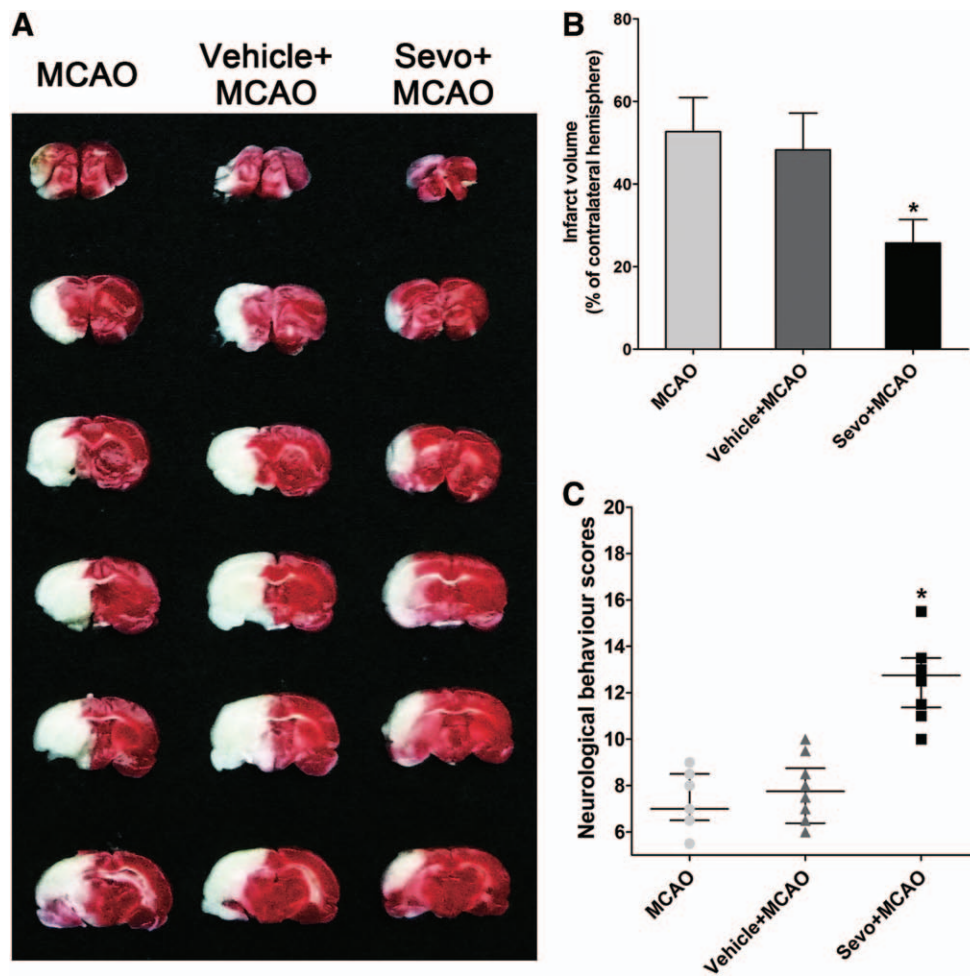 A
MCAO
Vehicle+
MCAO
Sevo+
MCAO
B
Infarct volume
(% of contralateral hemisphere)
80
60
40
20
0
*
MCAO
Vehicle+MCAO
Sevo+MCAO
C
Neurological behaviour scores
20
18
16
14
12
10
8
6
*
MCAO
Vehicle+MCAO
Sevo+MCAO